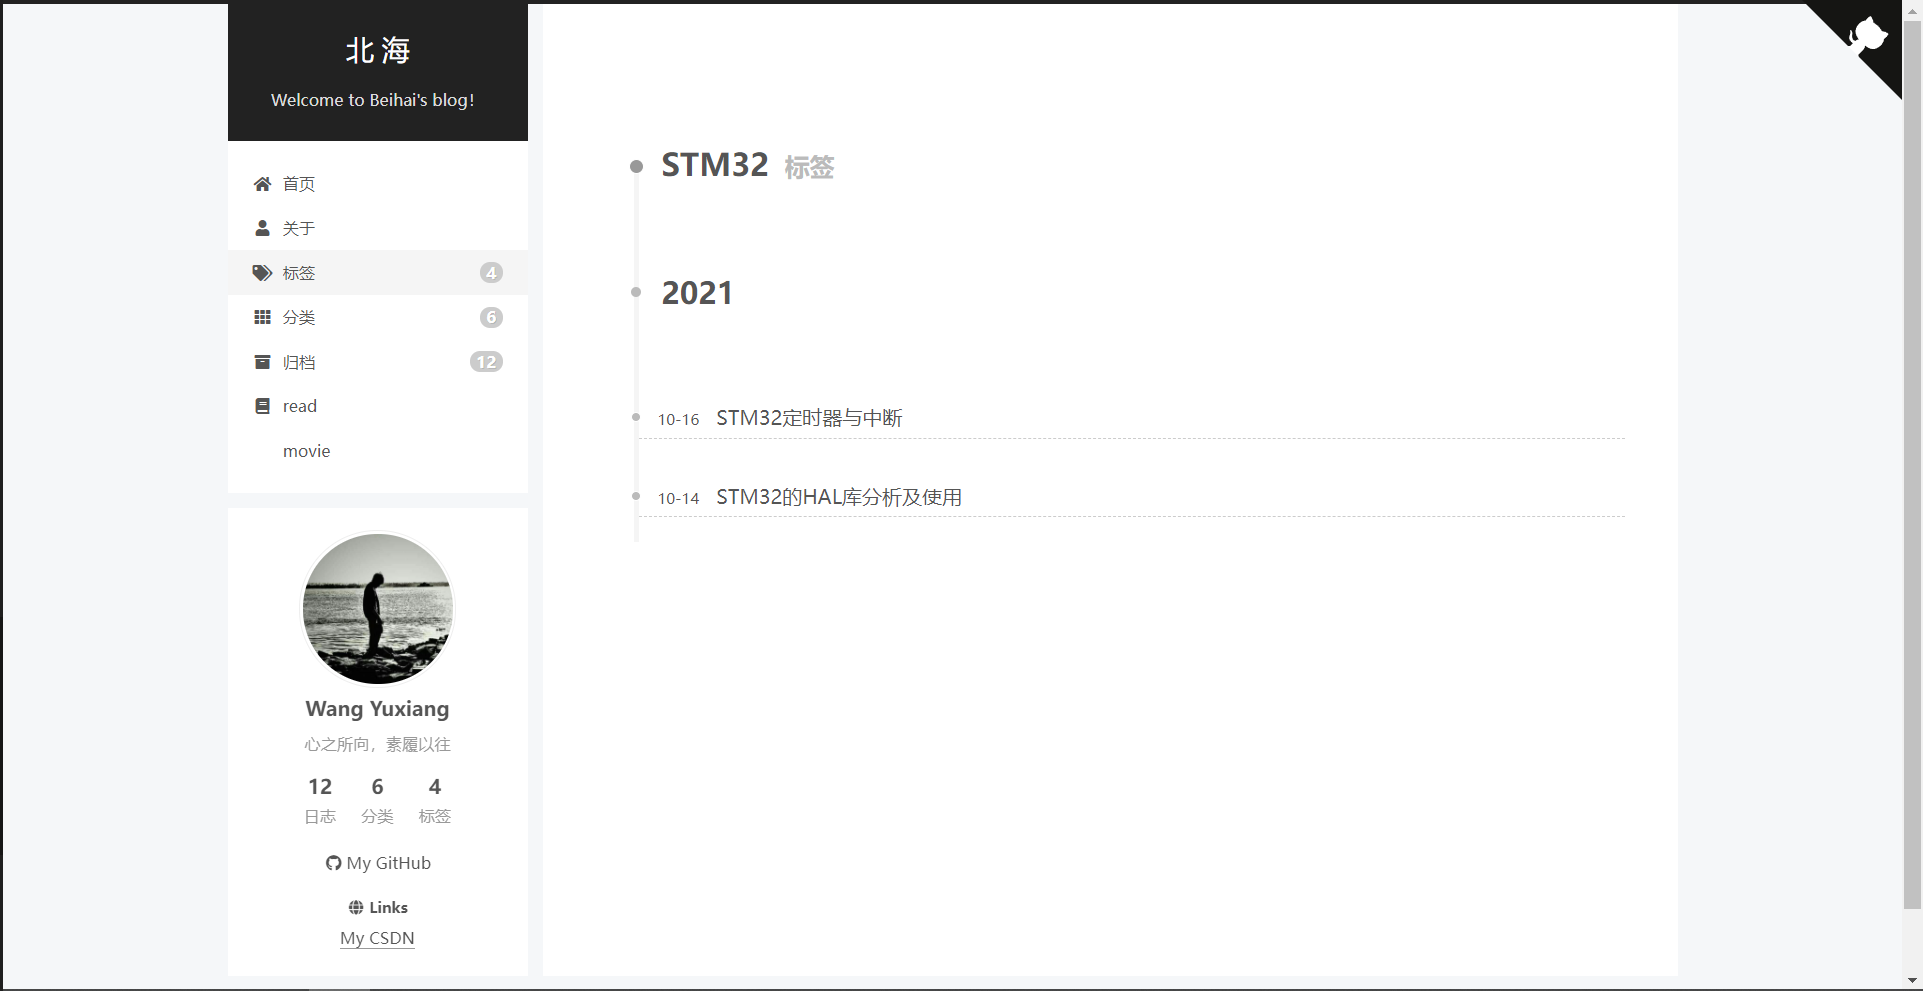 北海
Welcome to Beihai's blog!
首页
关于
标签 4
分类 6
归档 12
read
movie
Wang Yuxiang
心之所向，素履以往
12 6 4
日志 分类 标签
My GitHub
Links
My CSDN
STM32 标签
2021
10-16 STM32定时器与中断
10-14 STM32的HAL库分析及使用